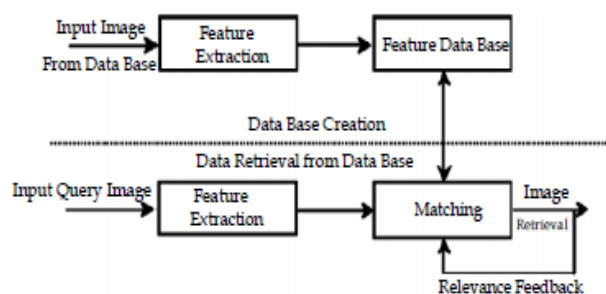 Input Image
From Data Base
Feature
Extraction
Feature Data Base
Data Base Creation
Data Retrieval from Data Base
Input Query Image
Feature
Extraction
Matching
Image
Retrieval
Relevance Feedback